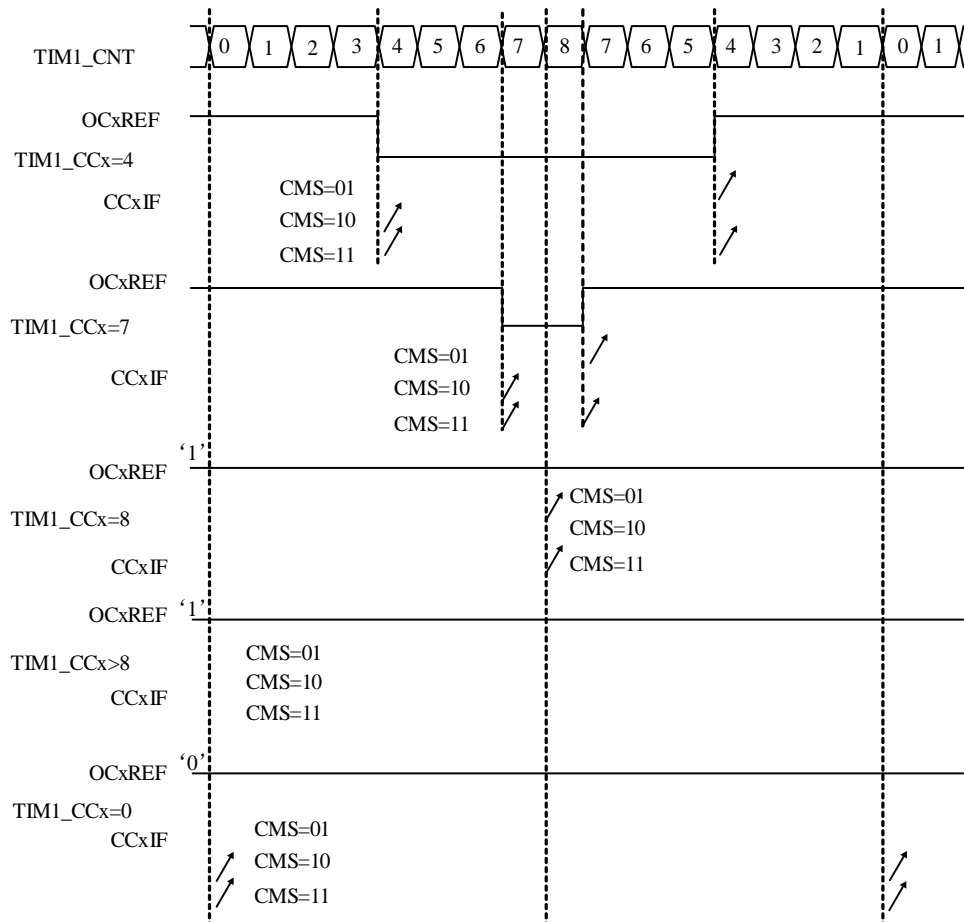 TIM1_CNT 0 1 2 3 4 5 6 7 8 7 6 5 4 3 2 1 0 1
OCxREF
TIM1_CCx=4
CCxIF
CMS=01
CMS=10
CMS=11
OCxREF
TIM1_CCx=7
CCxIF
CMS=01
CMS=10
CMS=11
OCxREF ‘1’
TIM1_CCx=8
CCxIF
CMS=01
CMS=10
CMS=11
OCxREF ‘1’
TIM1_CCx>8
CCxIF
CMS=01
CMS=10
CMS=11
OCxREF ‘0’
TIM1_CCx=0
CCxIF
CMS=01
CMS=10
CMS=11